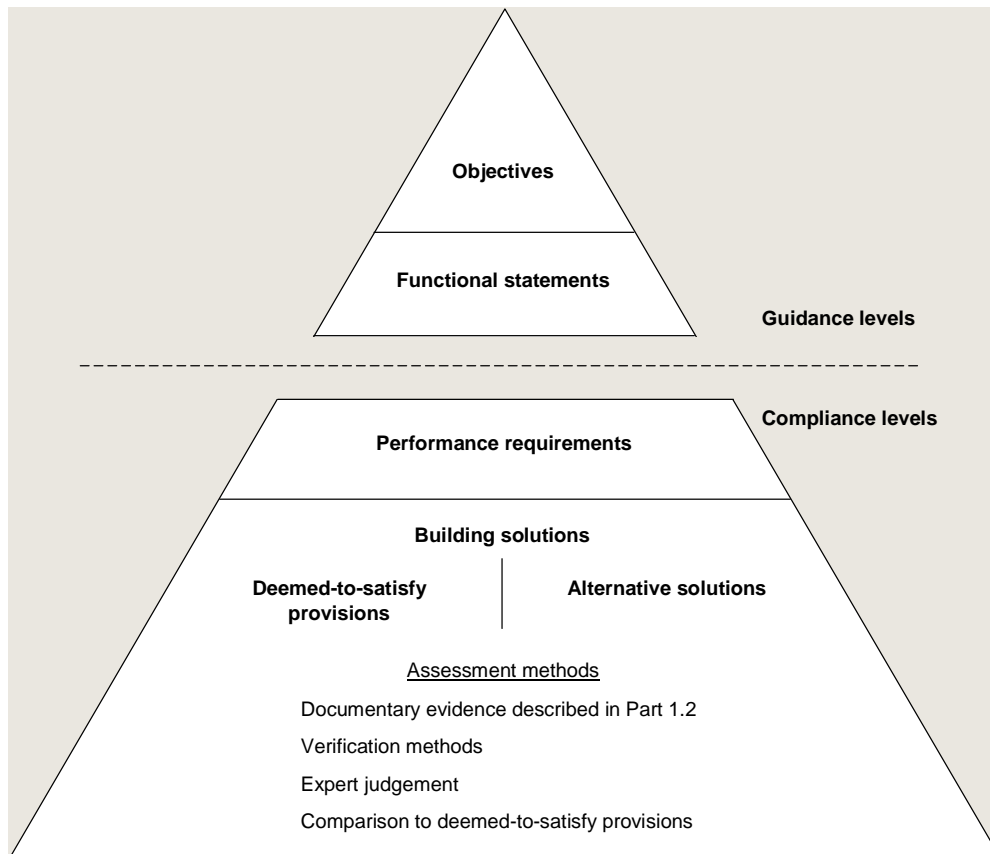 Objectives
Functional statements
Guidance levels
Compliance levels
Performance requirements
Building solutions
Deemed-to-satisfy
provisions
Alternative solutions
Assessment methods
Documentary evidence described in Part 1.2
Verification methods
Expert judgement
Comparison to deemed-to-satisfy provisions